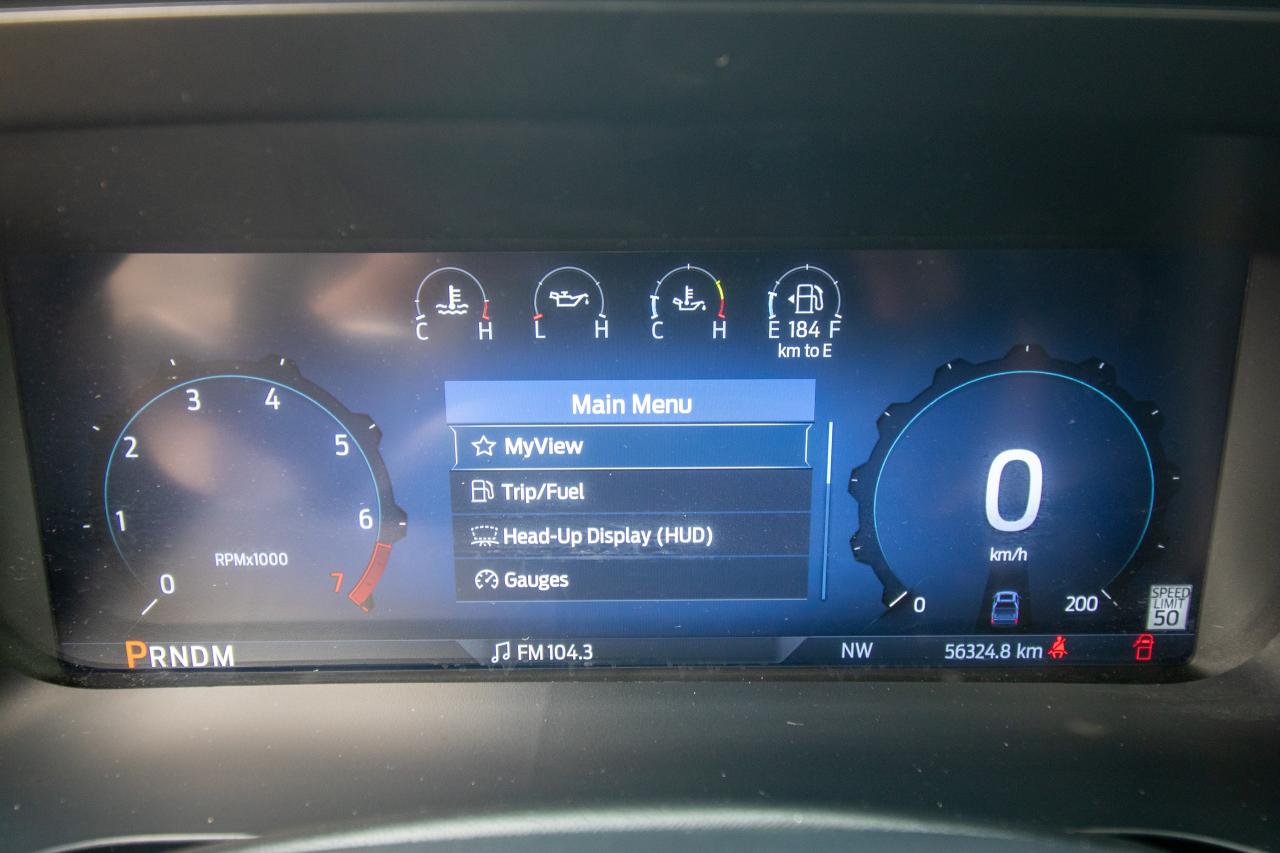 C H
L H
C H
E 184 F
km to E
Main Menu
MyView
Trip/Fuel
Head-Up Display (HUD)
Gauges
0
1
2
3
4
5
6
7
RPMx1000
0
km/h
0
200
SPEED
LIMIT
50
PRNDM
FM 104.3
NW
56324.8 km